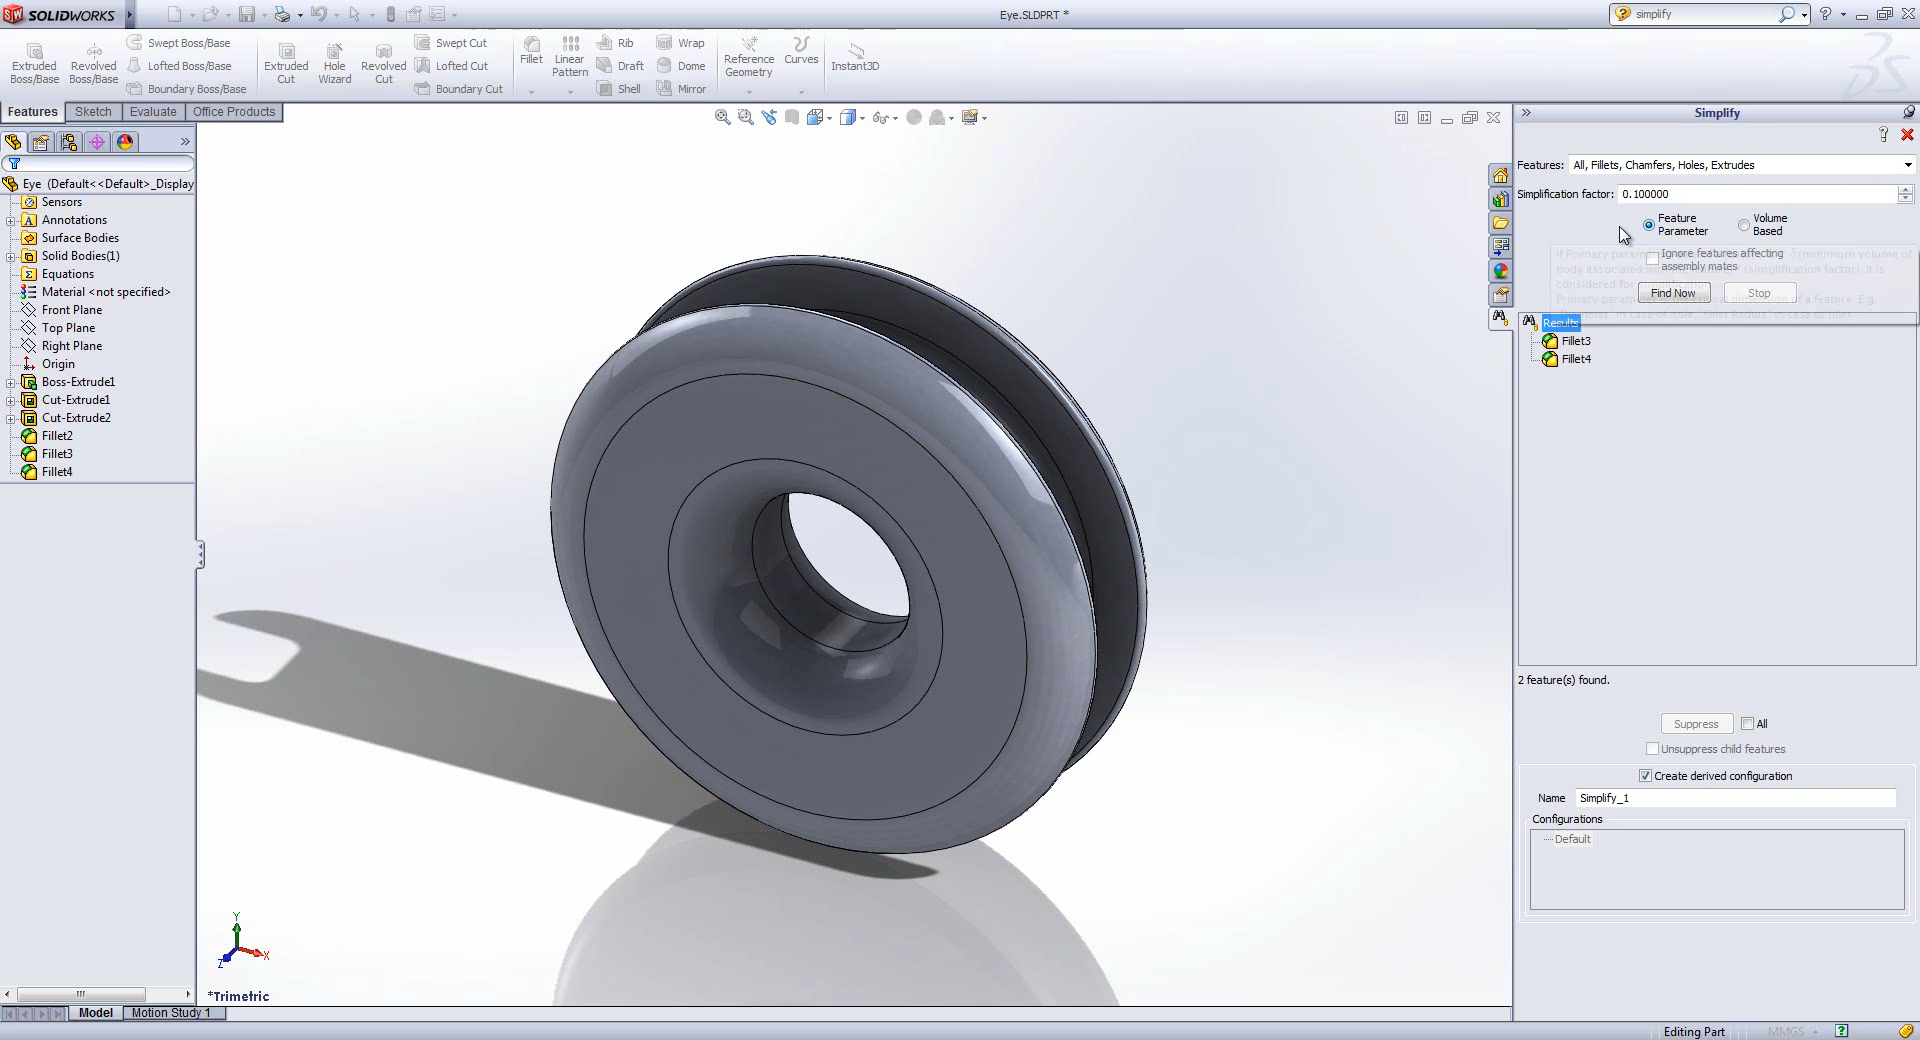 SOLIDWORKS
Eye.SLDPRT *
simplify
Extruded Boss/Base
Revolved Boss/Base
Swept Boss/Base
Lofted Boss/Base
Boundary Boss/Base
Extruded Cut
Hole Wizard
Revolved Cut
Swept Cut
Lofted Cut
Boundary Cut
Fillet
Linear Pattern
Rib
Draft
Shell
Wrap
Dome
Mirror
Reference Geometry
Curves
Instant3D
Features
Sketch
Evaluate
Office Products
Eye (Default<<Default>_Display
Sensors
Annotations
Surface Bodies
Solid Bodies(1)
Equations
Material <not specified>
Front Plane
Top Plane
Right Plane
Origin
Boss-Extrude1
Cut-Extrude1
Cut-Extrude2
Fillet2
Fillet3
Fillet4
Y
X
Z
*Trimetric
Model
Motion Study 1
Simplify
Features: All, Fillets, Chamfers, Holes, Extrudes
Simplification factor: 0.100000
Feature Parameter
Volume Based
Ignore features affecting assembly mates
Find Now
Stop
Results
Fillet3
Fillet4
2 feature(s) found.
Suppress
All
Unsuppress child features
Create derived configuration
Name Simplify_1
Configurations
Default
Editing Part
MMGS